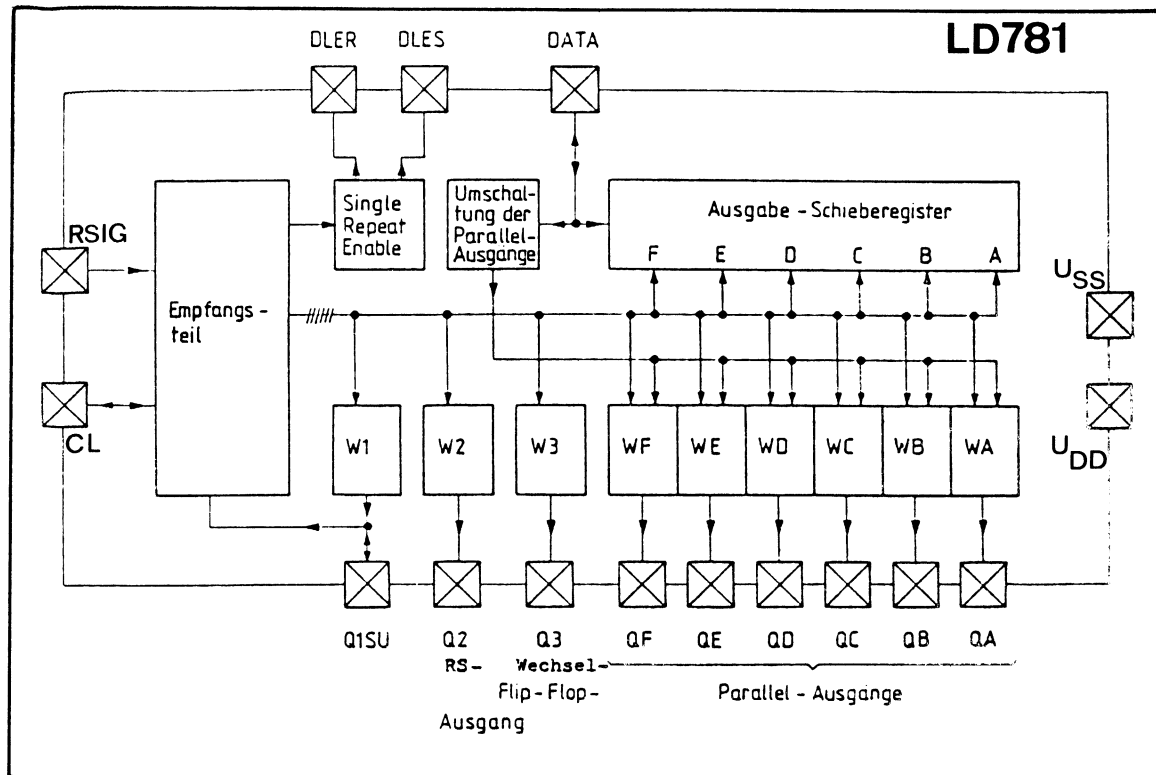 LD781
DLER DLES DATA
Single
Repeat
Enable
Umschal-
tung der
Parallel-
Ausgänge
Ausgabe - Schieberegister
F E D C B A
RSIG
CL
Empfangs -
teil
USS
UDD
W1 W2 W3 WF WE WD WC WB WA
Q1SU Q2 Q3 QF QE QD QC QB QA
RS- Wechsel-
Flip-Flop-
Ausgang
Parallel - Ausgänge